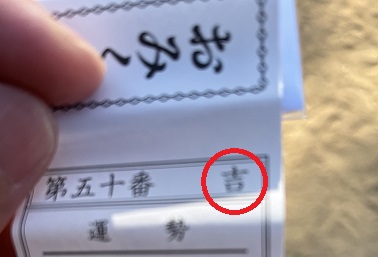 おみく
第五十番 吉
運勢